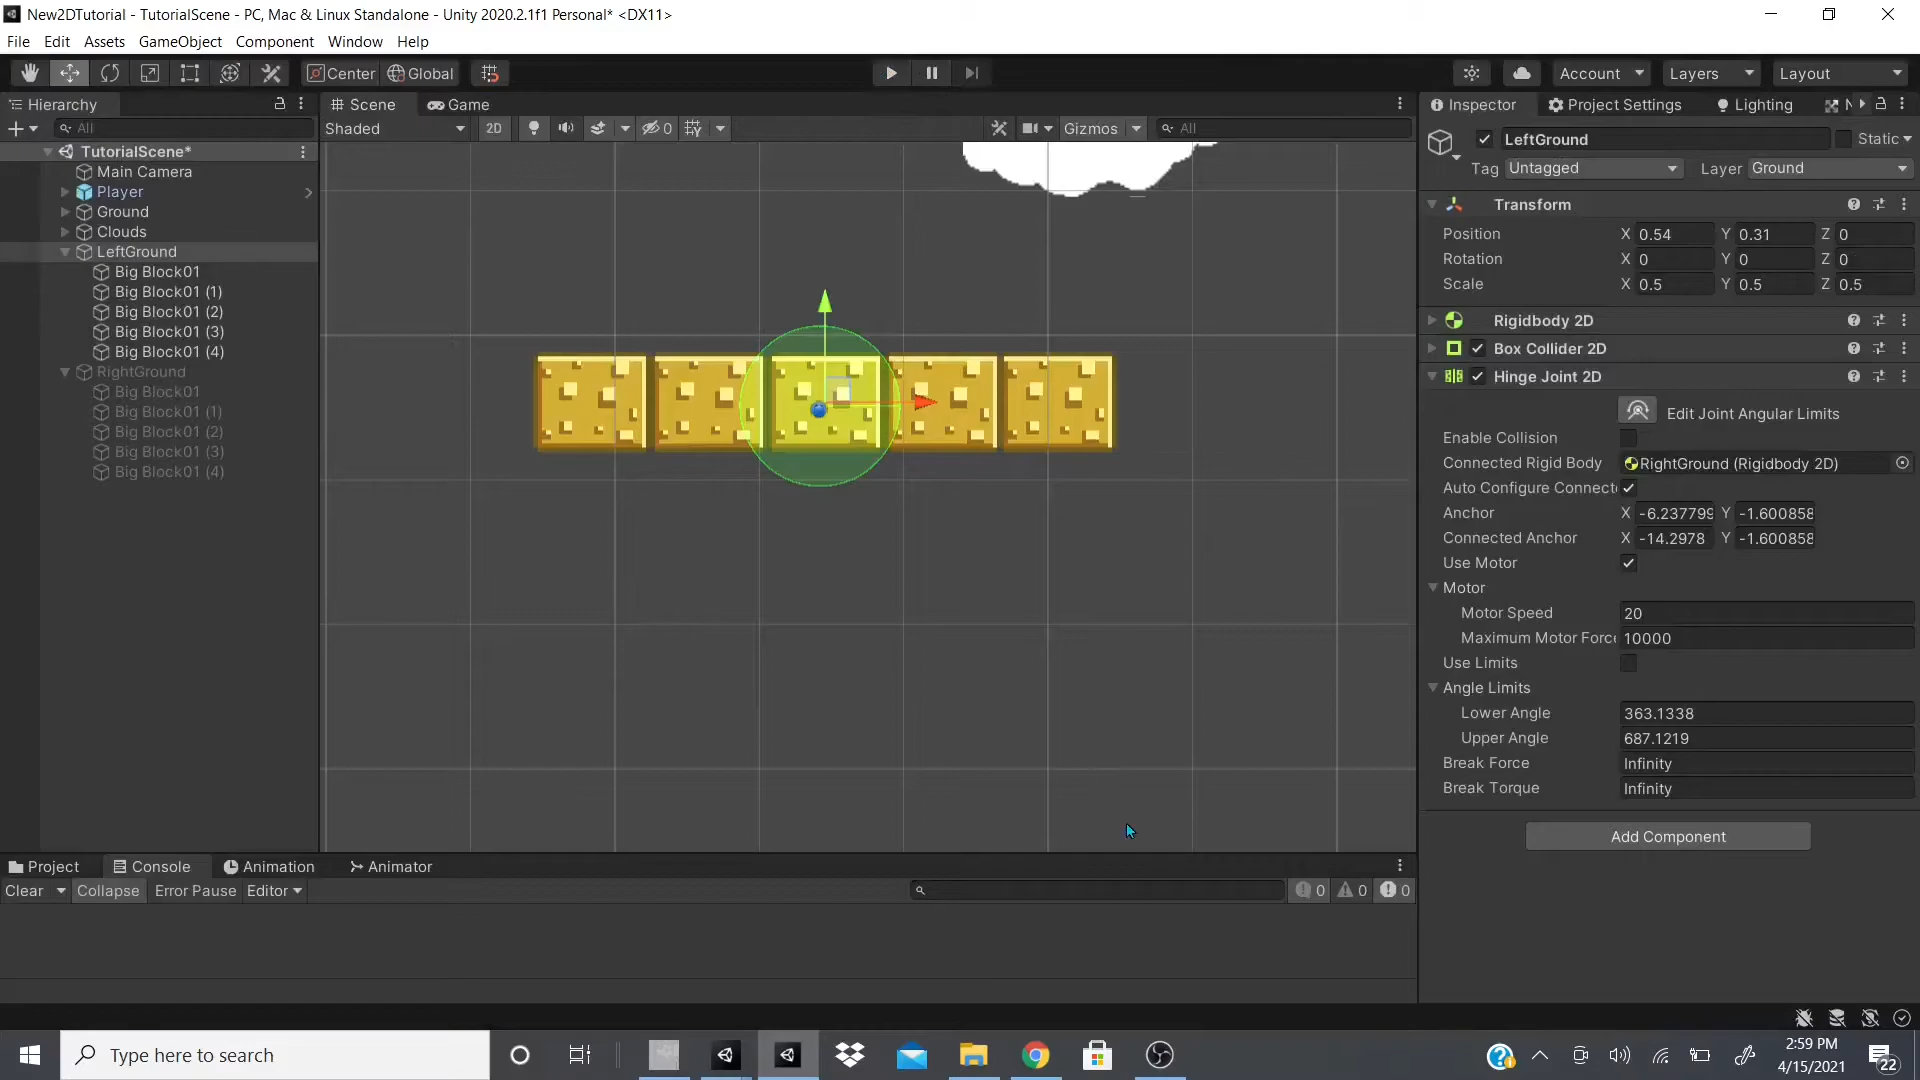 New2DTutorial - TutorialScene - PC, Mac & Linux Standalone - Unity 2020.2.1f1 Personal* <DX11>
File Edit Assets GameObject Component Window Help
Center Global Account Layers Layout
Hierarchy
All
TutorialScene*
Main Camera
Player
Ground
Clouds
LeftGround
Big Block01
Big Block01 (1)
Big Block01 (2)
Big Block01 (3)
Big Block01 (4)
RightGround
Big Block01
Big Block01 (1)
Big Block01 (2)
Big Block01 (3)
Big Block01 (4)
Scene Game
Shaded 2D 0 Gizmos All
Inspector Project Settings Lighting N
LeftGround Static
Tag Untagged Layer Ground
Transform
Position X 0.54 Y 0.31 Z 0
Rotation X 0 Y 0 Z 0
Scale X 0.5 Y 0.5 Z 0.5
Rigidbody 2D
Box Collider 2D
Hinge Joint 2D
Edit Joint Angular Limits
Enable Collision
Connected Rigid Body RightGround (Rigidbody 2D)
Auto Configure Connect
Anchor X -6.237799 Y -1.600858
Connected Anchor X -14.2978 Y -1.600858
Use Motor
Motor
Motor Speed 20
Maximum Motor Force 10000
Use Limits
Angle Limits
Lower Angle 363.1338
Upper Angle 687.1219
Break Force Infinity
Break Torque Infinity
Add Component
Project Console Animation Animator
Clear Collapse Error Pause Editor 0 0 0
Type here to search
2:59 PM
4/15/2021
22